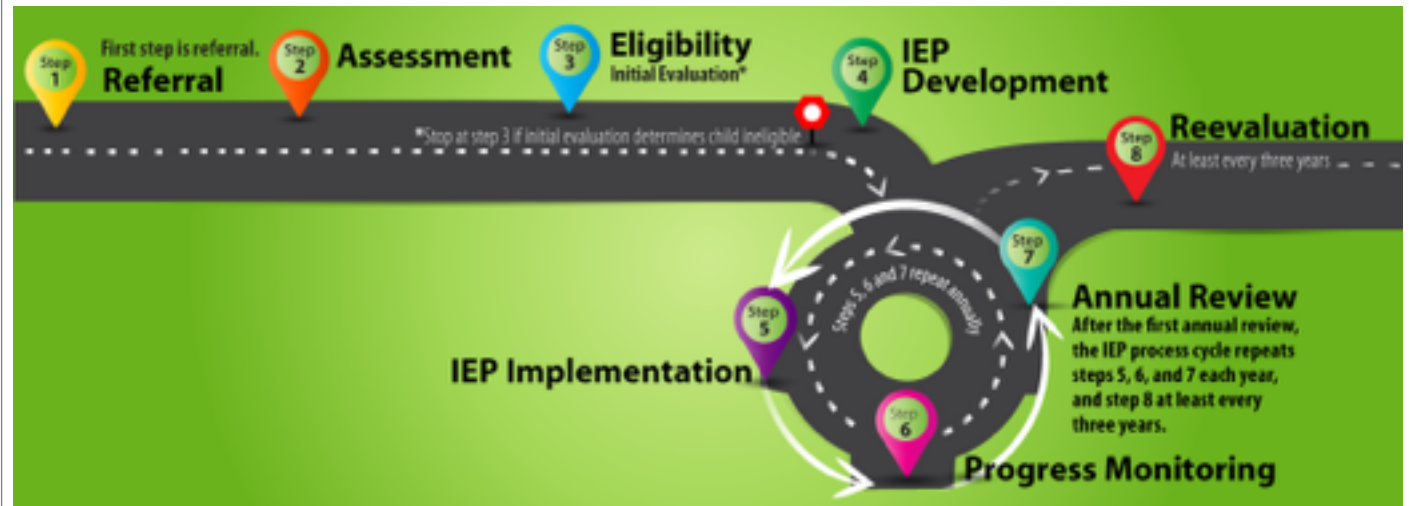 Step
1
First step is referral.
Referral
Step
2
Assessment
Step
3
Eligibility
Initial Evaluation*
Step
4
IEP
Development
*Stop at step 3 if initial evaluation determines child ineligible
Step
8
Reevaluation
At least every three years
Step
7
Annual Review
After the first annual review,
the IEP process cycle repeats
steps 5, 6, and 7 each year,
and step 8 at least every
three years.
Steps 5, 6 and 7 repeat annually
Step
5
IEP Implementation
Step
6
Progress Monitoring